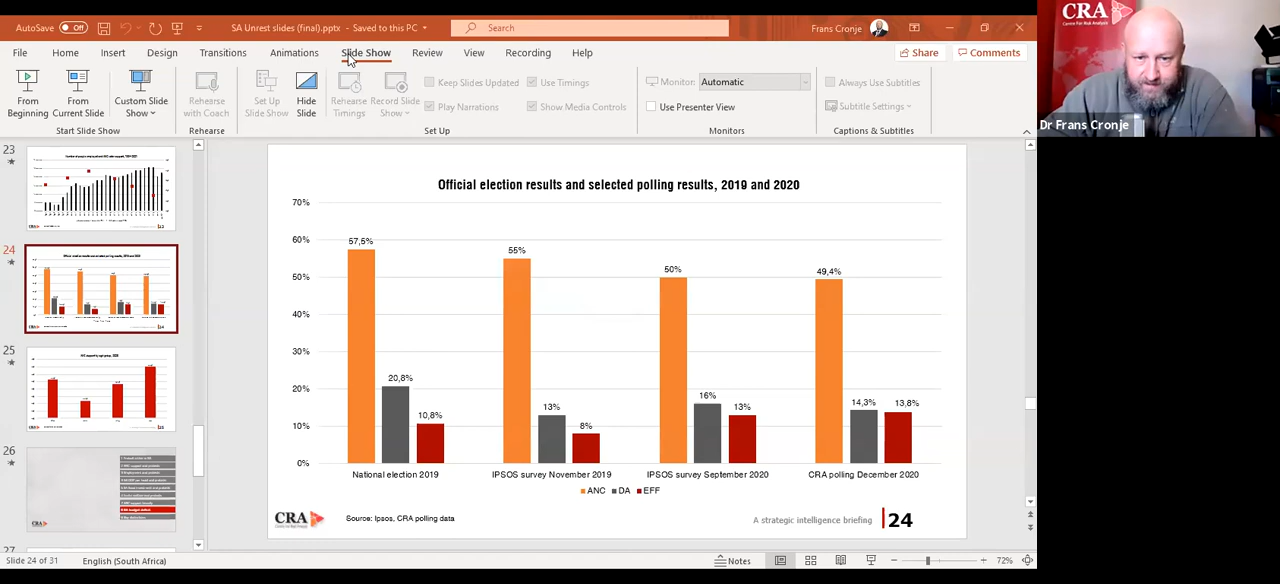 AutoSave Off SA Unrest slides (final).pptx - Saved to this PC Search Frans Cronje
File Home Insert Design Transitions Animations Slide Show Review View Recording Help Share Comments
From Beginning
From Current Slide
Custom Slide Show
Rehearse with Coach
Set Up Slide Show
Hide Slide
Rehearse Timings
Record Slide Show
Keep Slides Updated
Play Narrations
Use Timings
Show Media Controls
Monitor: Automatic
Use Presenter View
Always Use Subtitles
Subtitle Settings
Start Slide Show Rehearse Set Up Monitors Captions & Subtitles
CRA
Centre For Risk Analysis
Dr Frans Cronje
23
24
25
26
27
Official election results and selected polling results, 2019 and 2020
70%
60%
50%
40%
30%
20%
10%
0%
57,5%
20,8%
10,8%
55%
13%
8%
50%
16%
13%
49,4%
14,3%
13,8%
National election 2019 IPSOS survey November 2019 IPSOS survey September 2020 CRA polling December 2020
ANC DA EFF
CRA
Source: Ipsos, CRA polling data
A strategic intelligence briefing 24
Slide 24 of 31 English (South Africa) Notes 72%